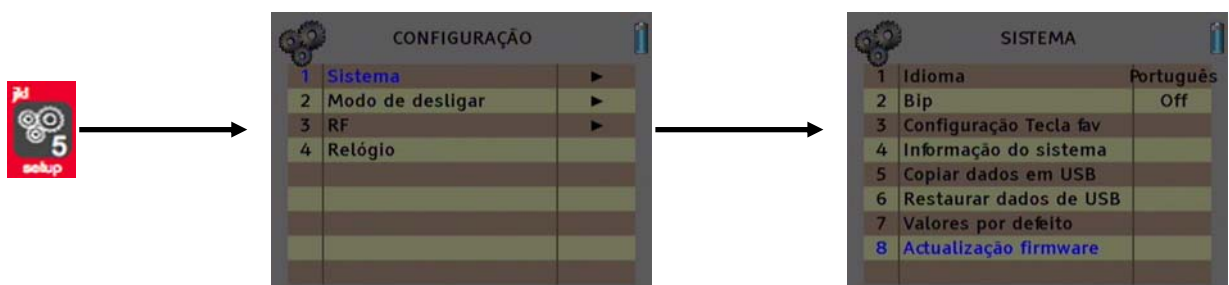 jkl
5
setup
CONFIGURAÇÃO
1 Sistema
2 Modo de desligar
3 RF
4 Relógio
SISTEMA
1 Idioma Português
2 Bip Off
3 Configuração Tecla fav
4 Informação do sistema
5 Copiar dados em USB
6 Restaurar dados de USB
7 Valores por defeito
8 Actualização firmware